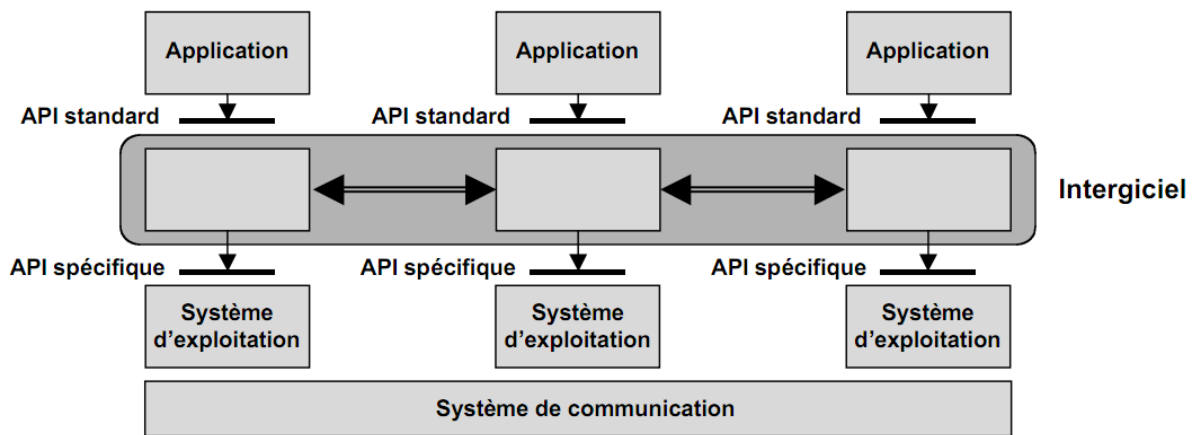 Application
Application
Application
API standard
API standard
API standard
Intergiciel
API spécifique
API spécifique
API spécifique
Système
d'exploitation
Système
d'exploitation
Système
d'exploitation
Système de communication